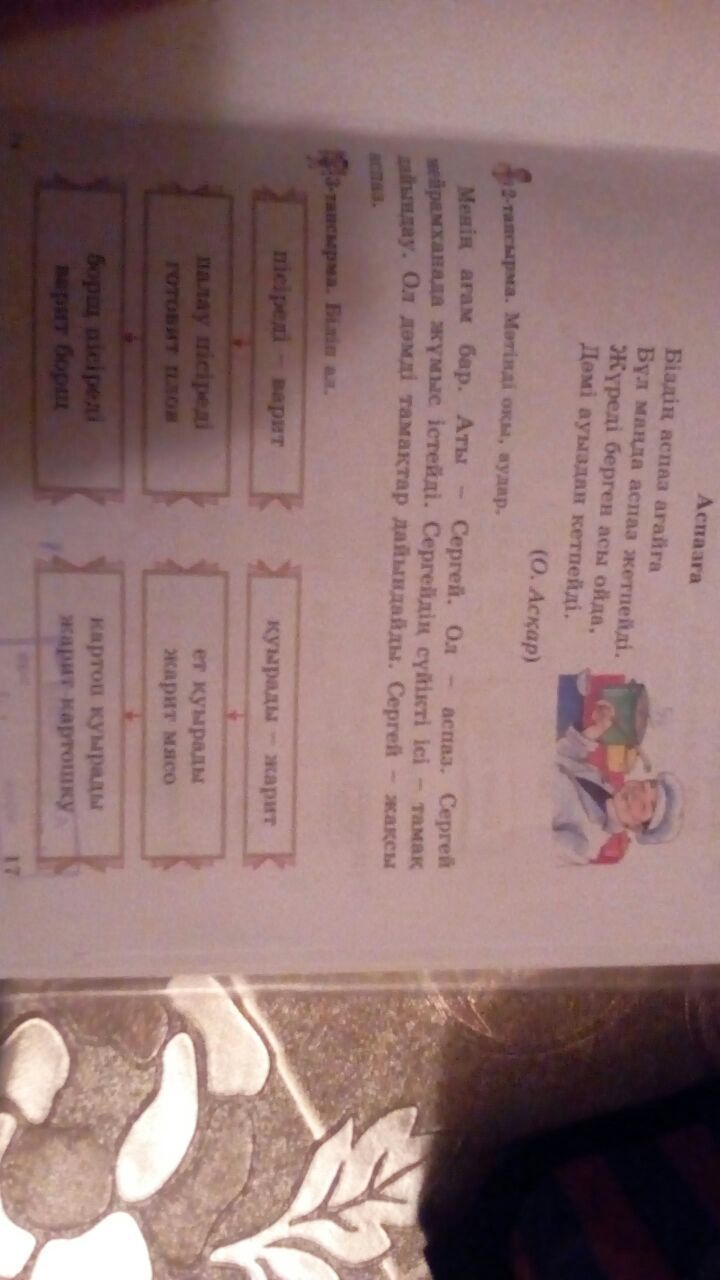 Аспазға
Біздің аспаз ағайға
Бұл маңда аспаз жетпейді.
Жүреді берген асы ойда,
Дәмі ауыздан кетпейді.
(О. Асқар)
2-тапсырма. Мәтінді оқы, аудар.
Менің ағам бар. Аты – Сергей. Ол – аспаз. Сергей
мейрамханада жұмыс істейді. Сергейдің сүйікті ісі – тамақ
дайындау. Ол дәмді тамақтар дайындайды. Сергей – жақсы
аспаз.
3-тапсырма. Біліп ал.
пісіреді – варит
палау пісіреді
готовит плов
борщ пісіреді
варит борщ
қуырады – жарит
ет қуырады
жарит мясо
картоп қуырады
жарит картошку
17